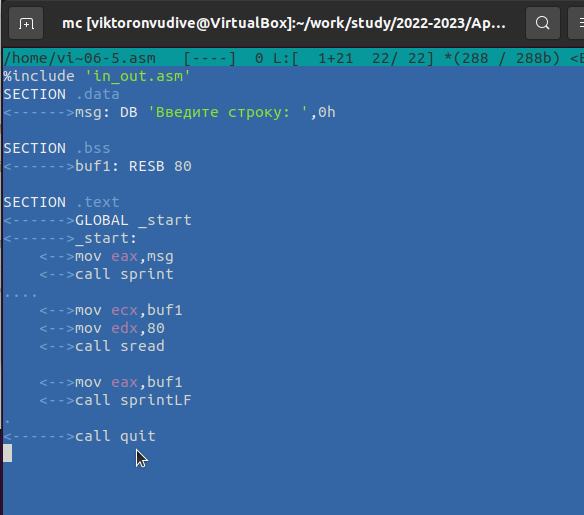 mc [viktoronvudive@VirtualBox]:~/work/study/2022-2023/Ap...
/home/vi~06-5.asm   [----]  0 L:[  1+21  22/ 22] *(288 / 288b) <E
%include 'in_out.asm'
SECTION .data
<------>msg: DB 'Введите строку: ',0h
SECTION .bss
<------>buf1: RESB 80
SECTION .text
<------>GLOBAL _start
<------>_start:
    <-->mov eax,msg
    <-->call sprint
....
    <-->mov ecx,buf1
    <-->mov edx,80
    <-->call sread
    <-->mov eax,buf1
    <-->call sprintLF
.
<------>call quit